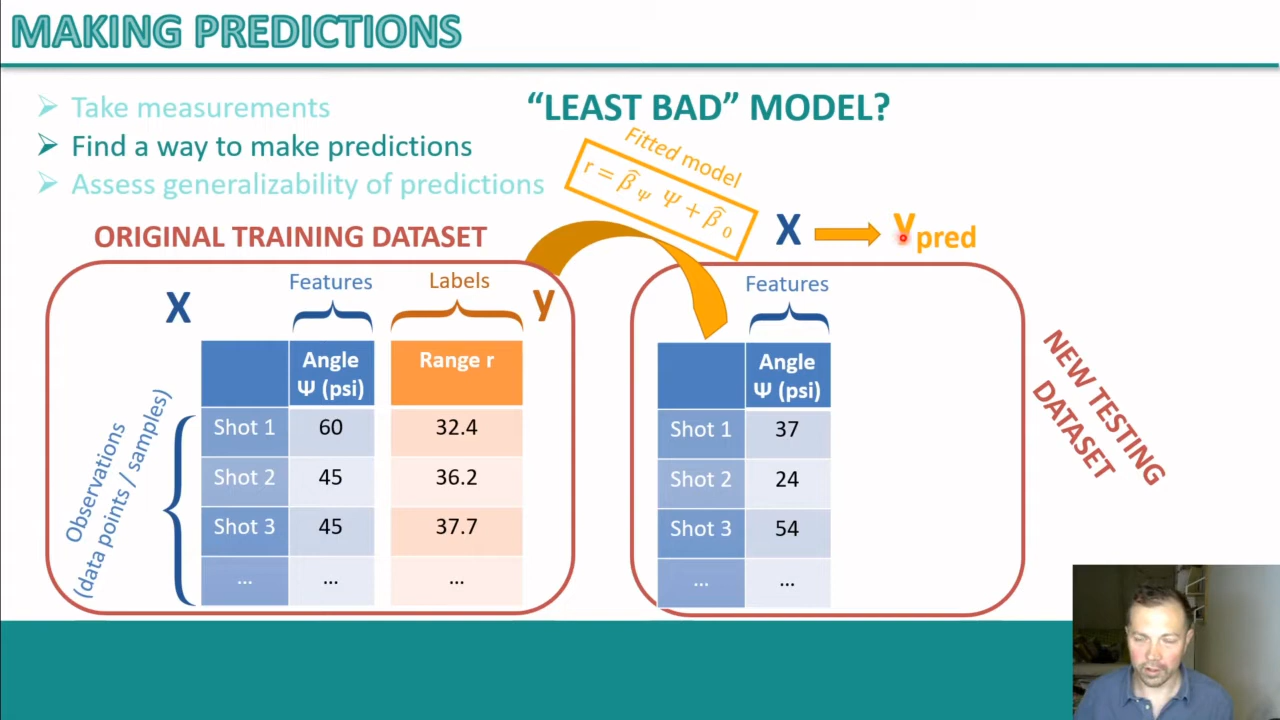 MAKING PREDICTIONS
➢ Take measurements
➢ Find a way to make predictions
➢ Assess generalizability of predictions
“LEAST BAD” MODEL?
Fitted model
r = β̂_Ψ Ψ + β̂_0
X → y_pred
ORIGINAL TRAINING DATASET
X
Features
Labels
y
Angle Ψ (psi) Range r
Shot 1 60 32.4
Shot 2 45 36.2
Shot 3 45 37.7
... ... ...
Observations
(data points / samples)
Features
Angle Ψ (psi)
Shot 1 37
Shot 2 24
Shot 3 54
... ...
NEW TESTING
DATASET